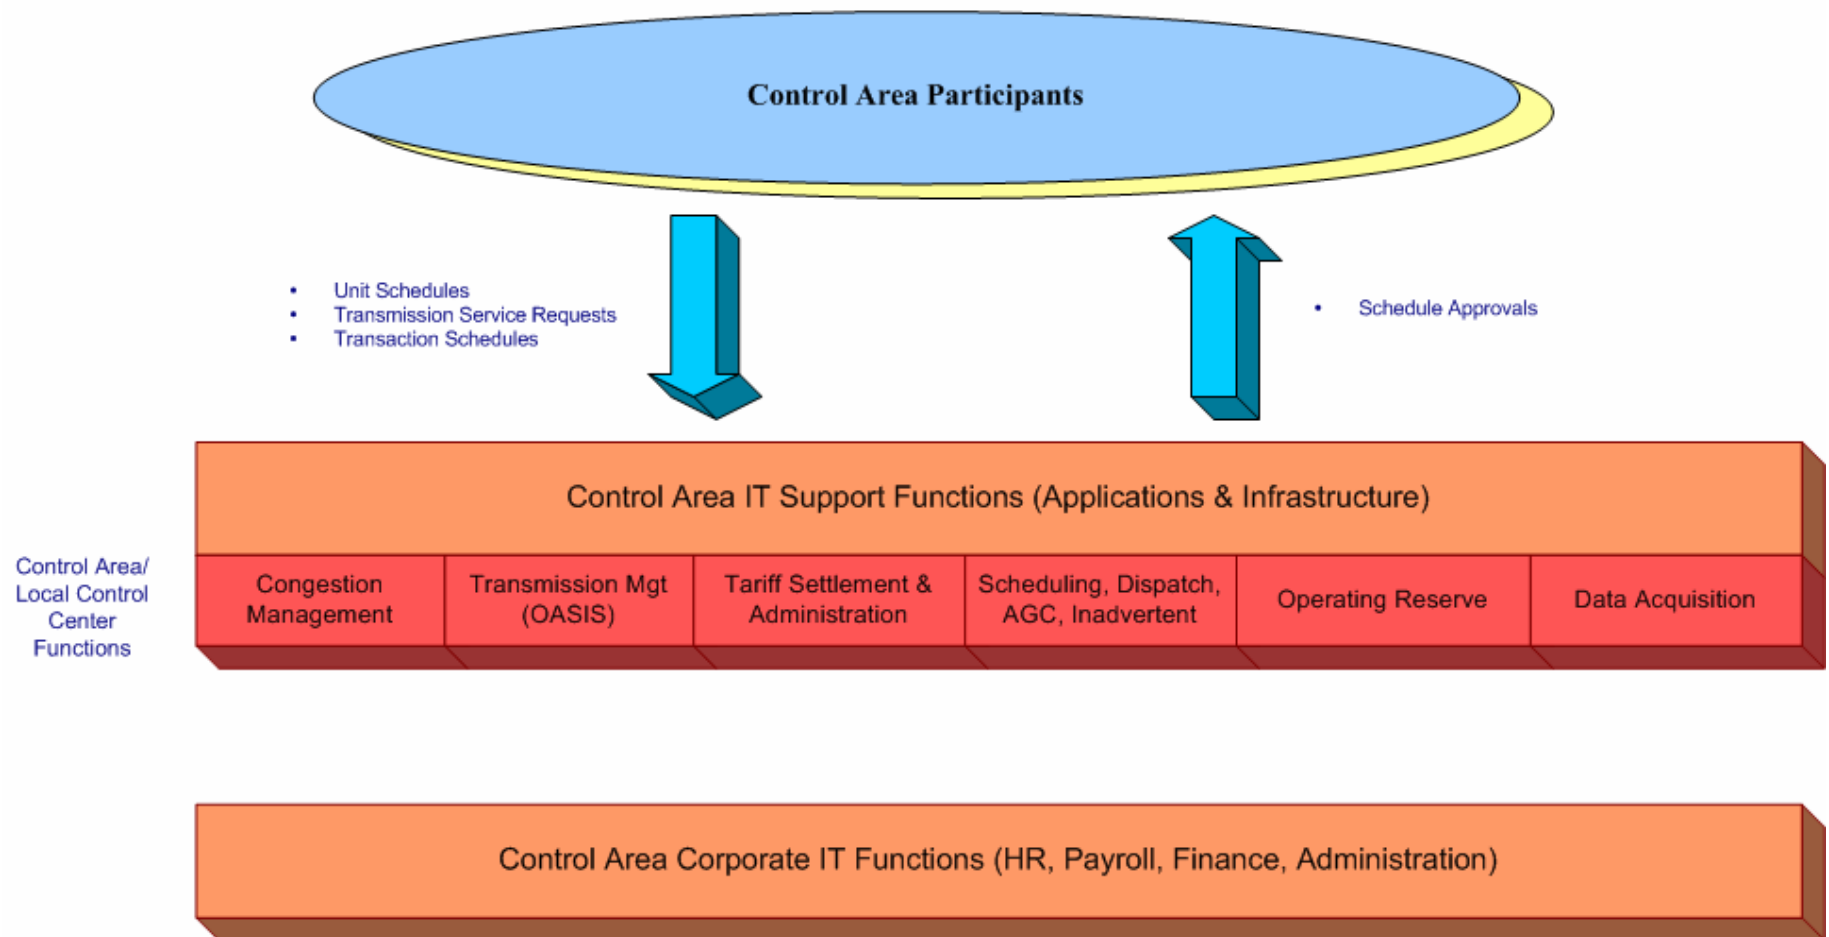 Control Area Participants
• Unit Schedules
• Transmission Service Requests
• Transaction Schedules
• Schedule Approvals
Control Area IT Support Functions (Applications & Infrastructure)
Control Area/
Local Control
Center
Functions
Congestion
Management
Transmission Mgt
(OASIS)
Tariff Settlement &
Administration
Scheduling, Dispatch,
AGC, Inadvertent
Operating Reserve
Data Acquisition
Control Area Corporate IT Functions (HR, Payroll, Finance, Administration)